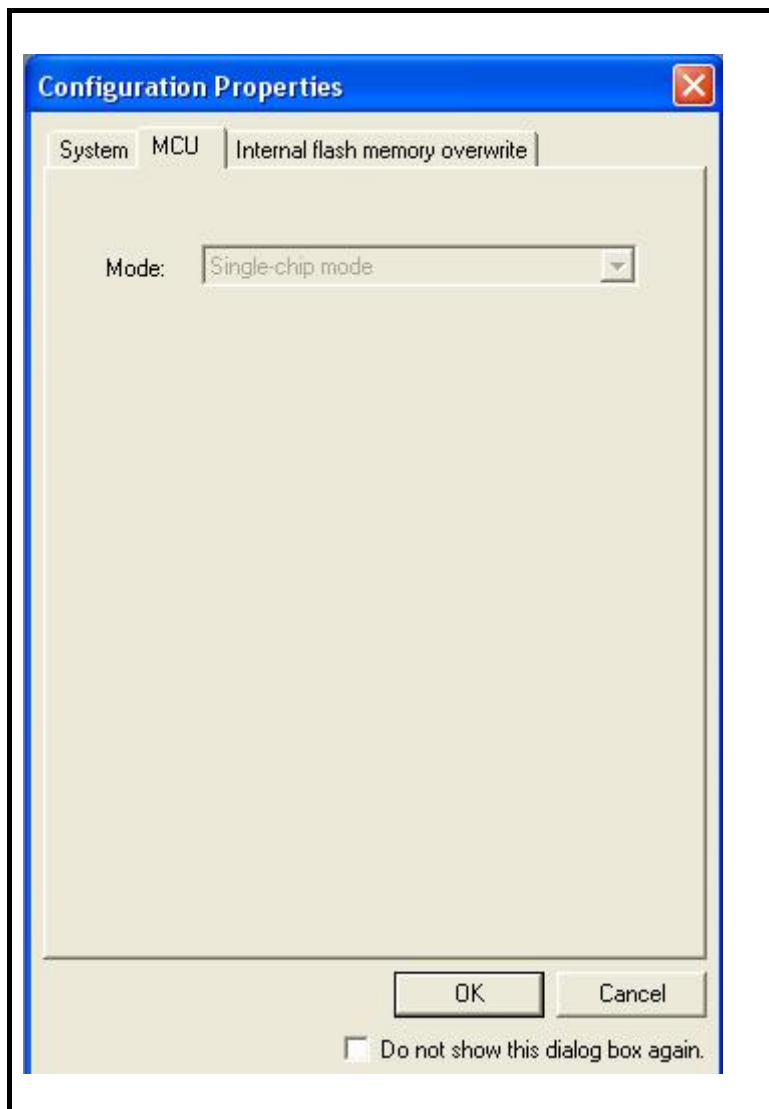 Configuration Properties
System MCU Internal flash memory overwrite
Mode: Single-chip mode
OK Cancel
Do not show this dialog box again.